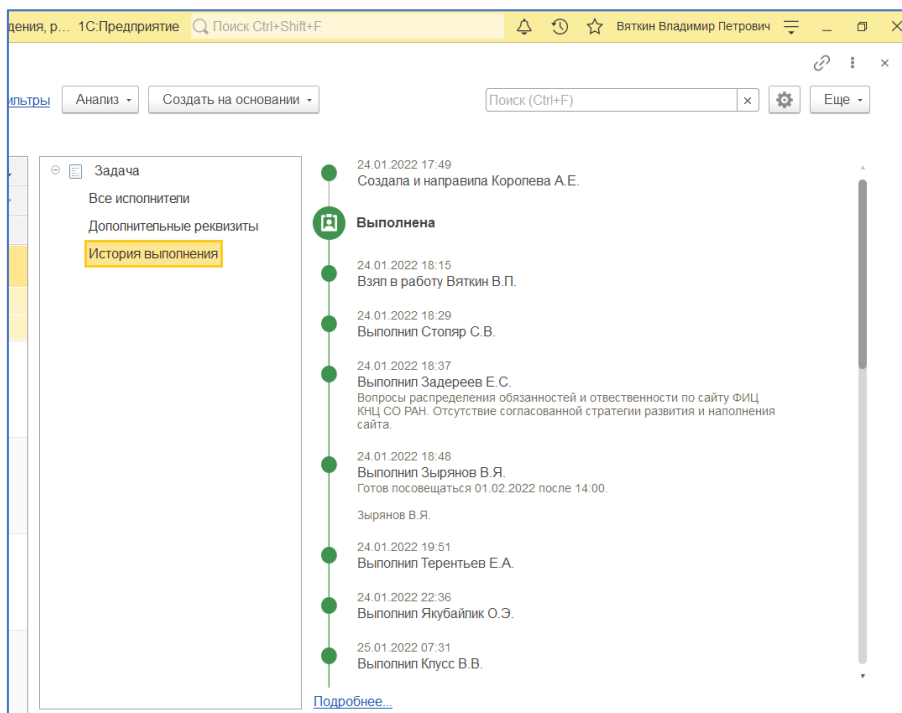 дения, р... 1С:Предприятие Поиск Ctrl+Shift+F Вяткин Владимир Петрович
ильтры Анализ Создать на основании Поиск (Ctrl+F) × Еще
Задача
Все исполнители
Дополнительные реквизиты
История выполнения
24.01.2022 17:49
Создала и направила Королева А.Е.
Выполнена
24.01.2022 18:15
Взял в работу Вяткин В.П.
24.01.2022 18:29
Выполнил Столяр С.В.
24.01.2022 18:37
Выполнил Задереев Е.С.
Вопросы распределения обязанностей и отвественности по сайту ФИЦ
КНЦ СО РАН. Отсутствие согласованной стратегии развития и наполнения
сайта.
24.01.2022 18:48
Выполнил Зырянов В.Я.
Готов посовещаться 01.02.2022 после 14:00.
Зырянов В.Я.
24.01.2022 19:51
Выполнил Терентьев Е.А.
24.01.2022 22:36
Выполнил Якубайлик О.Э.
25.01.2022 07:31
Выполнил Клусс В.В.
Подробнее...